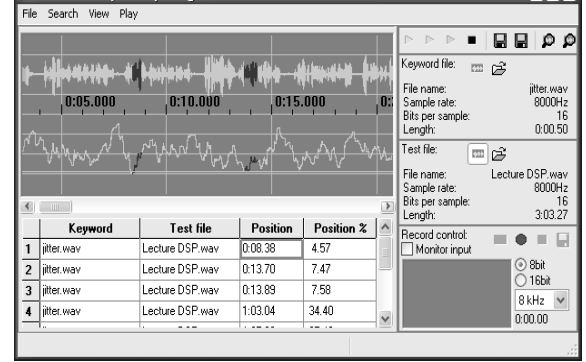 File Search View Play
0:05.000 0:10.000 0:15.000 0:
Keyword Test file Position Position %
1 jitter.wav Lecture DSP.wav 0:08.38 4.57
2 jitter.wav Lecture DSP.wav 0:13.70 7.47
3 jitter.wav Lecture DSP.wav 0:13.89 7.58
4 jitter.wav Lecture DSP.wav 1:03.04 34.40
Keyword file:
File name: jitter.wav
Sample rate: 8000Hz
Bits per sample: 16
Length: 0:00.50
Test file:
File name: Lecture DSP.wav
Sample rate: 8000Hz
Bits per sample: 16
Length: 3:03.27
Record control:
Monitor input
8bit
16bit
8 kHz
0:00.00